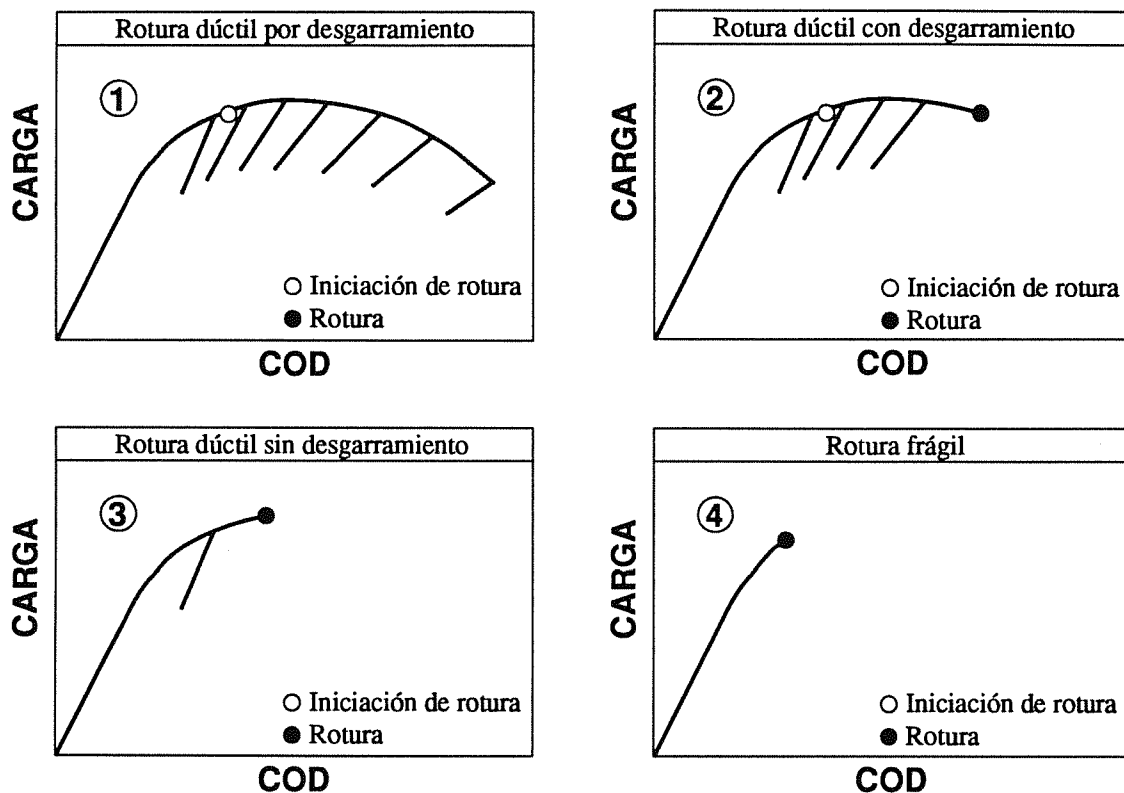 Rotura dúctil por desgarramiento
CARGA
1
○ Iniciación de rotura
● Rotura
COD
Rotura dúctil con desgarramiento
CARGA
2
○ Iniciación de rotura
● Rotura
COD
Rotura dúctil sin desgarramiento
CARGA
3
○ Iniciación de rotura
● Rotura
COD
Rotura frágil
CARGA
4
○ Iniciación de rotura
● Rotura
COD